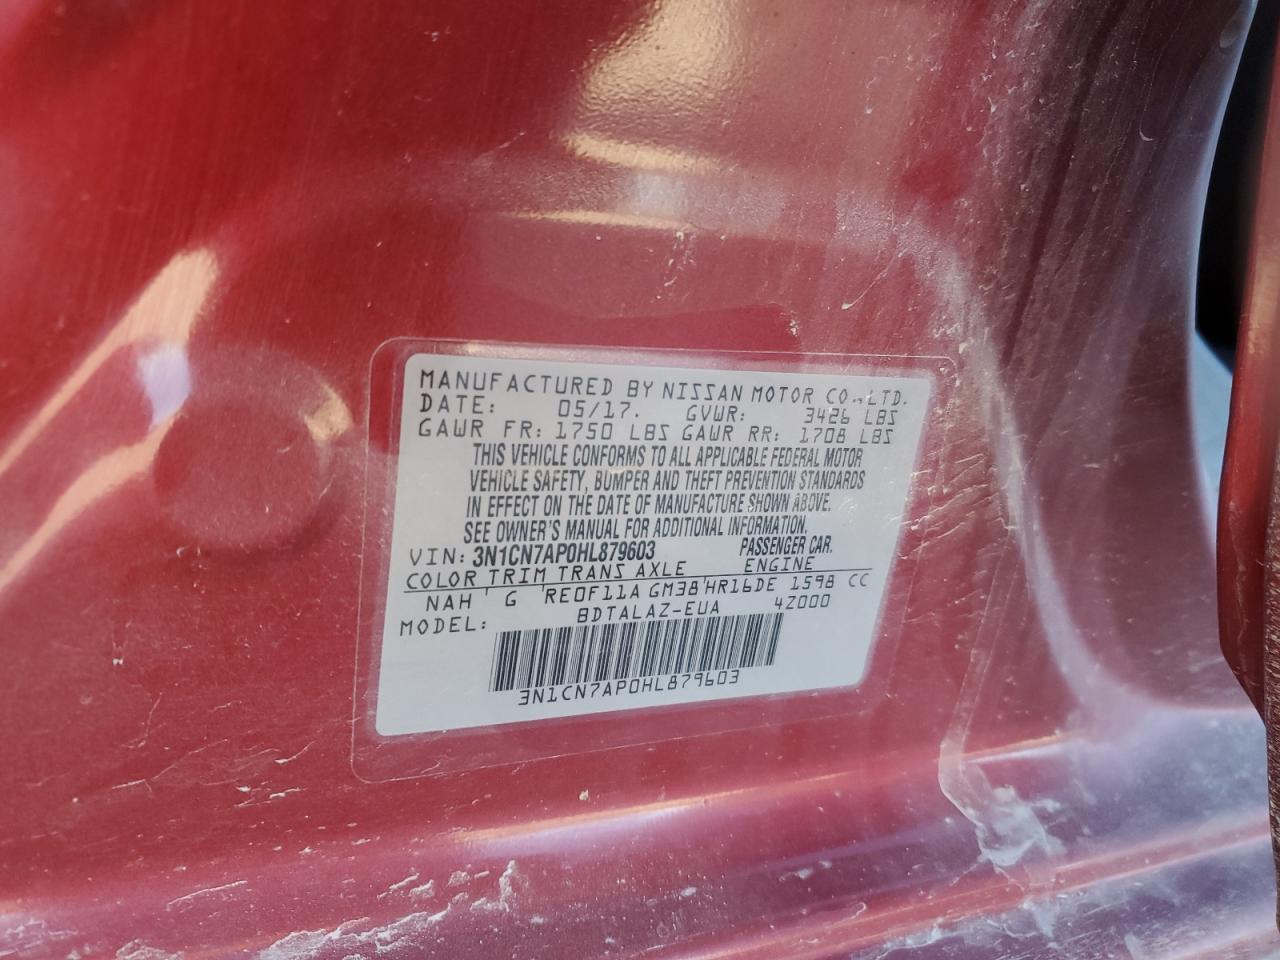 MANUFACTURED BY NISSAN MOTOR CO., LTD.
DATE: 05/17. GVWR: 3426 LBS
GAWR FR: 1750 LBS GAWR RR: 1708 LBS
THIS VEHICLE CONFORMS TO ALL APPLICABLE FEDERAL MOTOR
VEHICLE SAFETY, BUMPER AND THEFT PREVENTION STANDARDS
IN EFFECT ON THE DATE OF MANUFACTURE SHOWN ABOVE.
SEE OWNER'S MANUAL FOR ADDITIONAL INFORMATION.
VIN: 3N1CN7AP0HL879603 PASSENGER CAR.
COLOR TRIM TRANS AXLE ENGINE
NAH G RE0F11A GM38 HR16DE 1598 CC
MODEL: BDTALAZ-EUA 4Z000
3N1CN7AP0HL879603